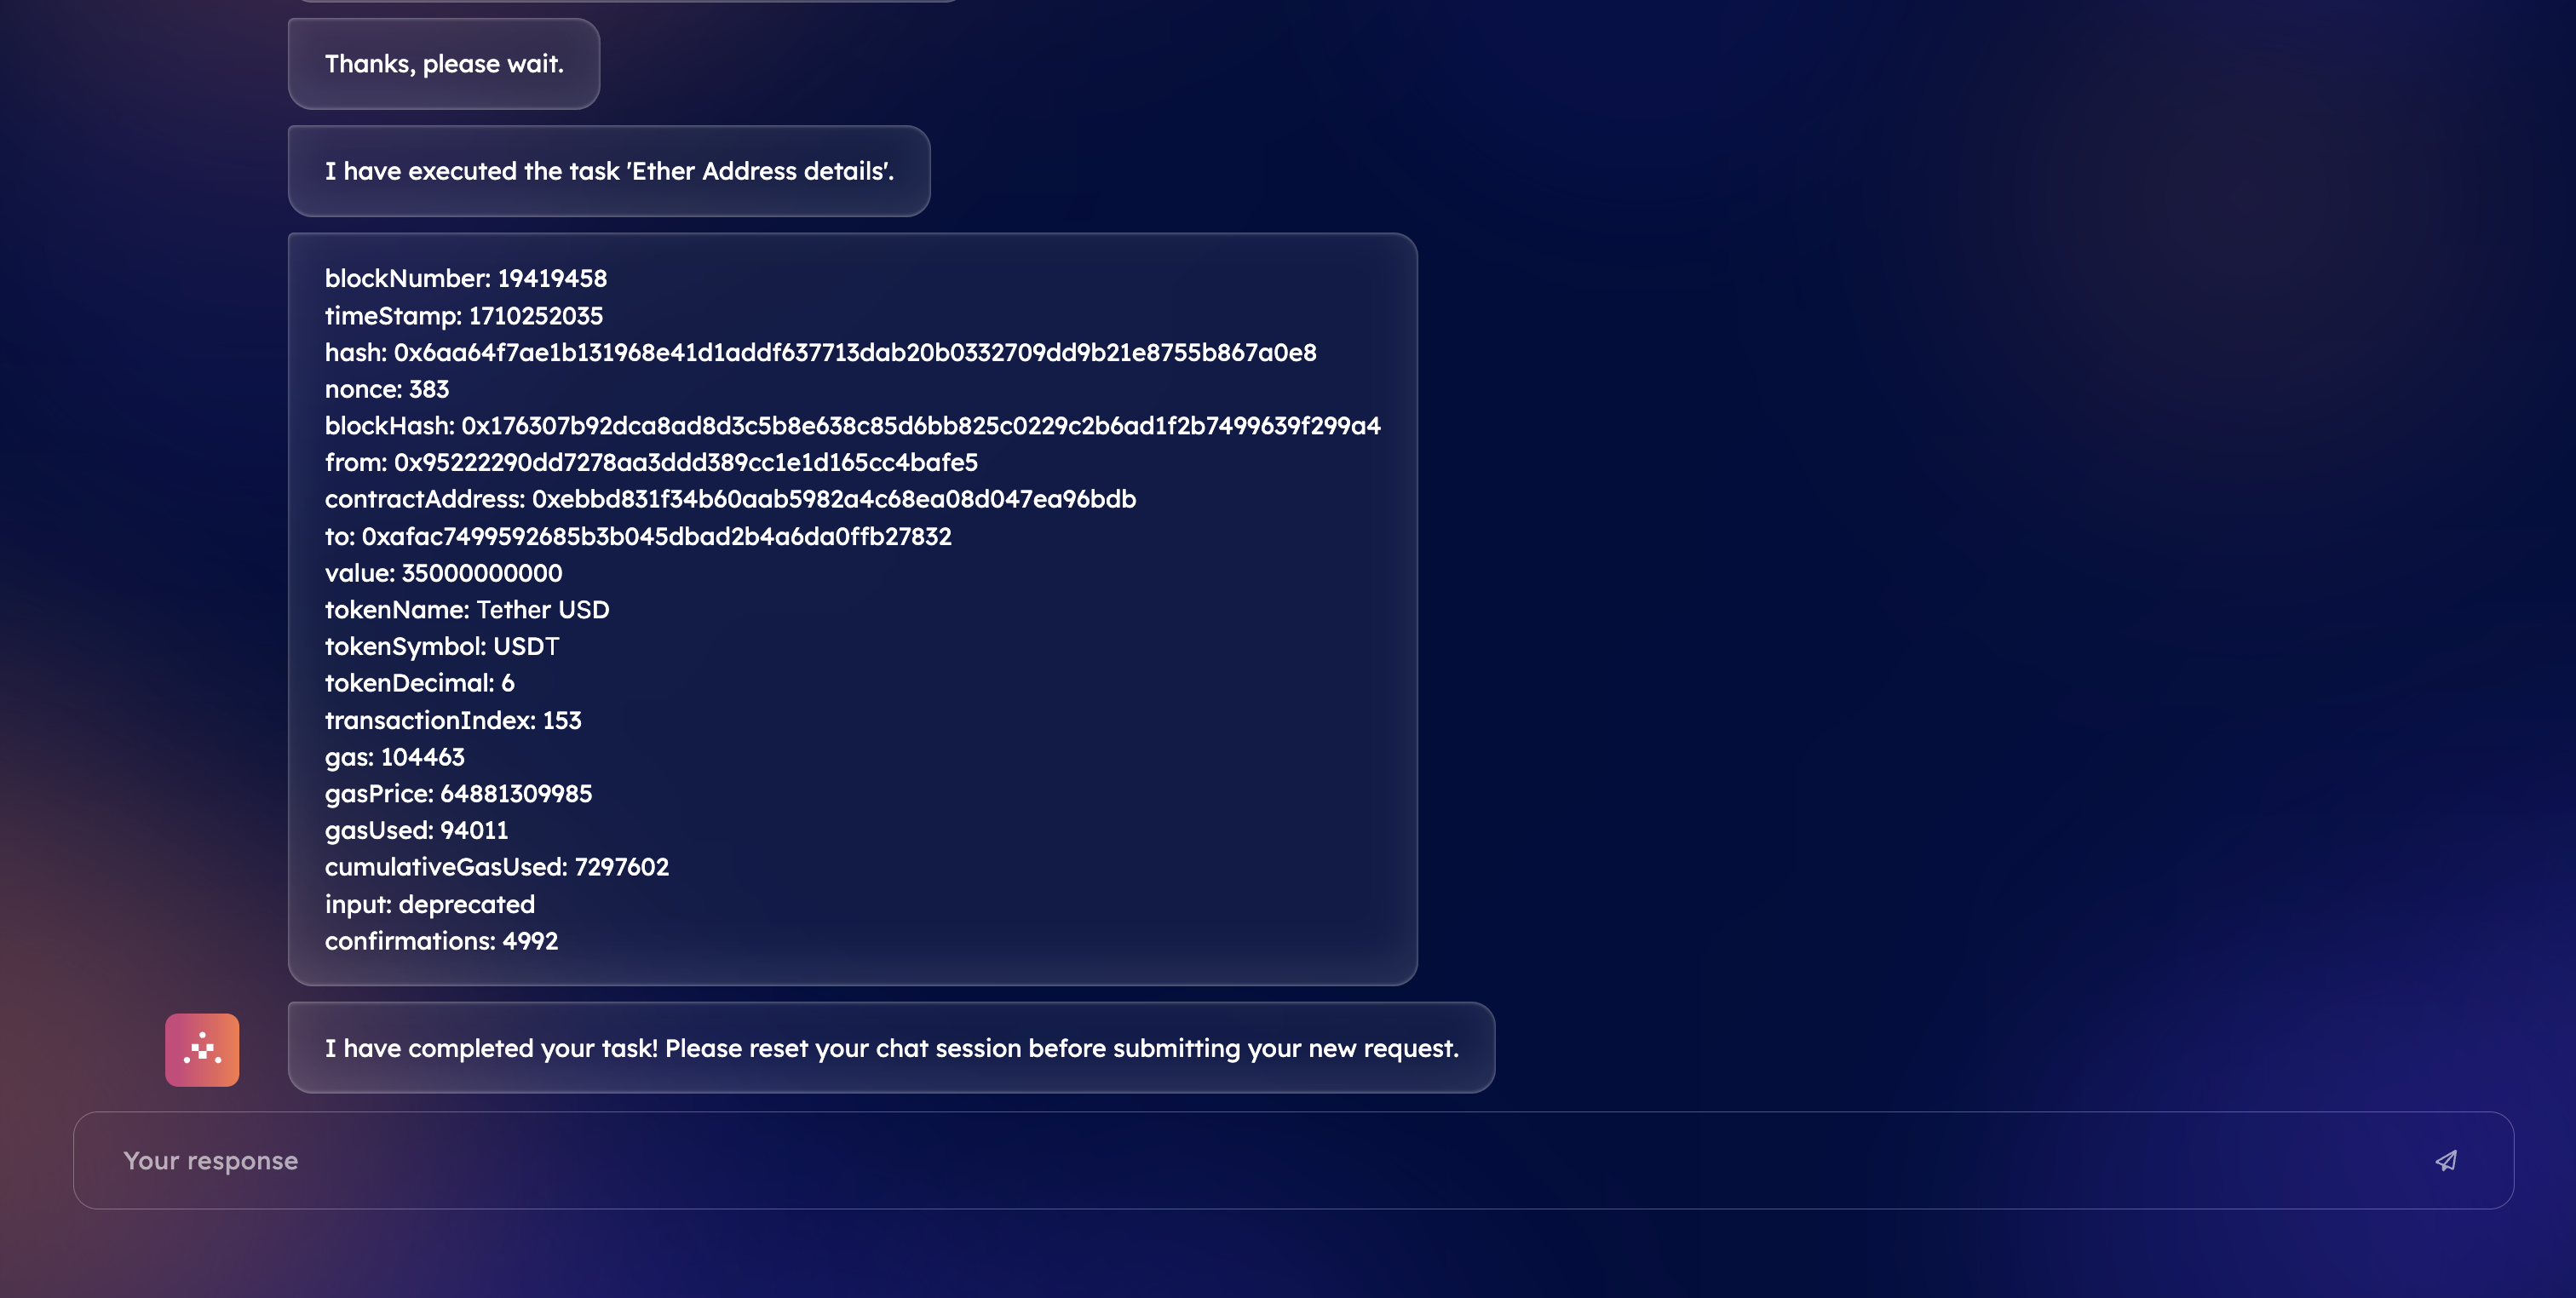 Thanks, please wait.
I have executed the task 'Ether Address details'.
blockNumber: 19419458
timeStamp: 1710252035
hash: 0x6aa64f7ae1b131968e41d1addf637713dab20b0332709dd9b21e8755b867a0e8
nonce: 383
blockHash: 0x176307b92dca8ad8d3c5b8e638c85d6bb825c0229c2b6ad1f2b7499639f299a4
from: 0x95222290dd7278aa3ddd389cc1e1d165cc4bafe5
contractAddress: 0xebbd831f34b60aab5982a4c68ea08d047ea96bdb
to: 0xafac7499592685b3b045dbad2b4a6da0ffb27832
value: 35000000000
tokenName: Tether USD
tokenSymbol: USDT
tokenDecimal: 6
transactionIndex: 153
gas: 104463
gasPrice: 64881309985
gasUsed: 94011
cumulativeGasUsed: 7297602
input: deprecated
confirmations: 4992
I have completed your task! Please reset your chat session before submitting your new request.
Your response